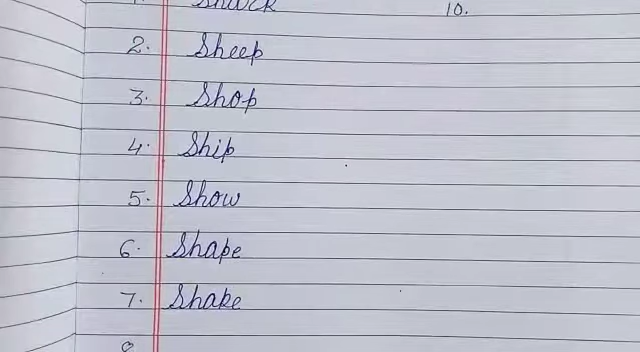 10.
2. Sheep
3. Shop
4. Ship
5. Show
6. Shape
7. Shake